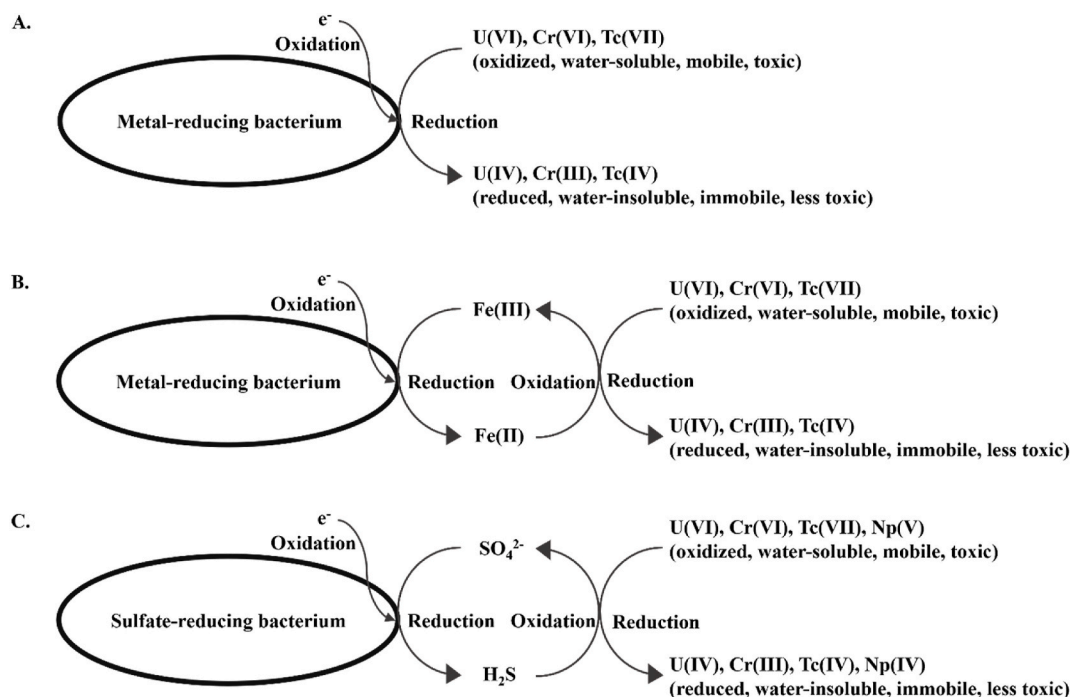 A.
e-
Oxidation
U(VI), Cr(VI), Tc(VII)
(oxidized, water-soluble, mobile, toxic)
Metal-reducing bacterium
Reduction
U(IV), Cr(III), Tc(IV)
(reduced, water-insoluble, immobile, less toxic)
B.
e-
Oxidation
Fe(III)
U(VI), Cr(VI), Tc(VII)
(oxidized, water-soluble, mobile, toxic)
Metal-reducing bacterium
Reduction
Oxidation
Reduction
Fe(II)
U(IV), Cr(III), Tc(IV)
(reduced, water-insoluble, immobile, less toxic)
C.
e-
Oxidation
SO₄²⁻
U(VI), Cr(VI), Tc(VII), Np(V)
(oxidized, water-soluble, mobile, toxic)
Sulfate-reducing bacterium
Reduction
Oxidation
Reduction
H₂S
U(IV), Cr(III), Tc(IV), Np(IV)
(reduced, water-insoluble, immobile, less toxic)